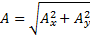 A = √(A_x^2 + A_y^2)